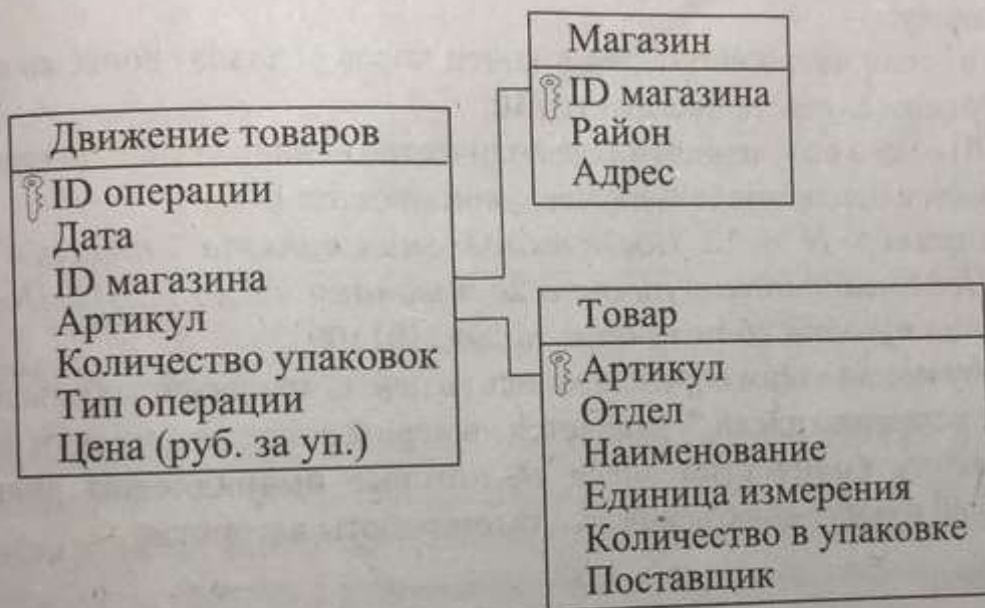 Магазин
ID магазина
Район
Адрес
Движение товаров
ID операции
Дата
ID магазина
Артикул
Количество упаковок
Тип операции
Цена (руб. за уп.)
Товар
Артикул
Отдел
Наименование
Единица измерения
Количество в упаковке
Поставщик